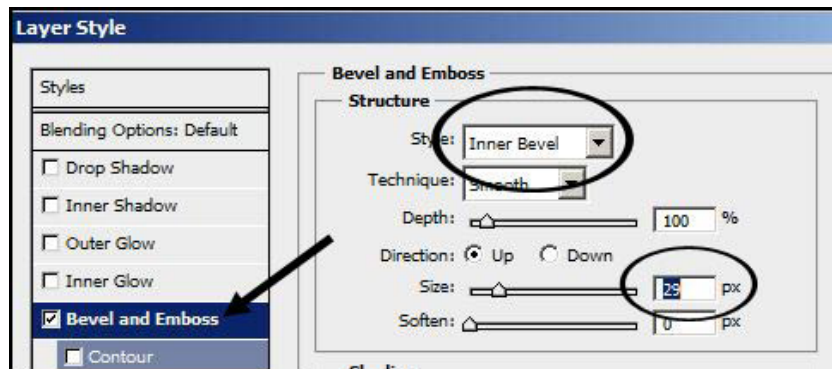 Layer Style
Styles
Blending Options: Default
Drop Shadow
Inner Shadow
Outer Glow
Inner Glow
Bevel and Emboss
Contour
Bevel and Emboss
Structure
Style: Inner Bevel
Technique: Smooth
Depth: 100 %
Direction: Up Down
Size: 29 px
Soften: 0 px